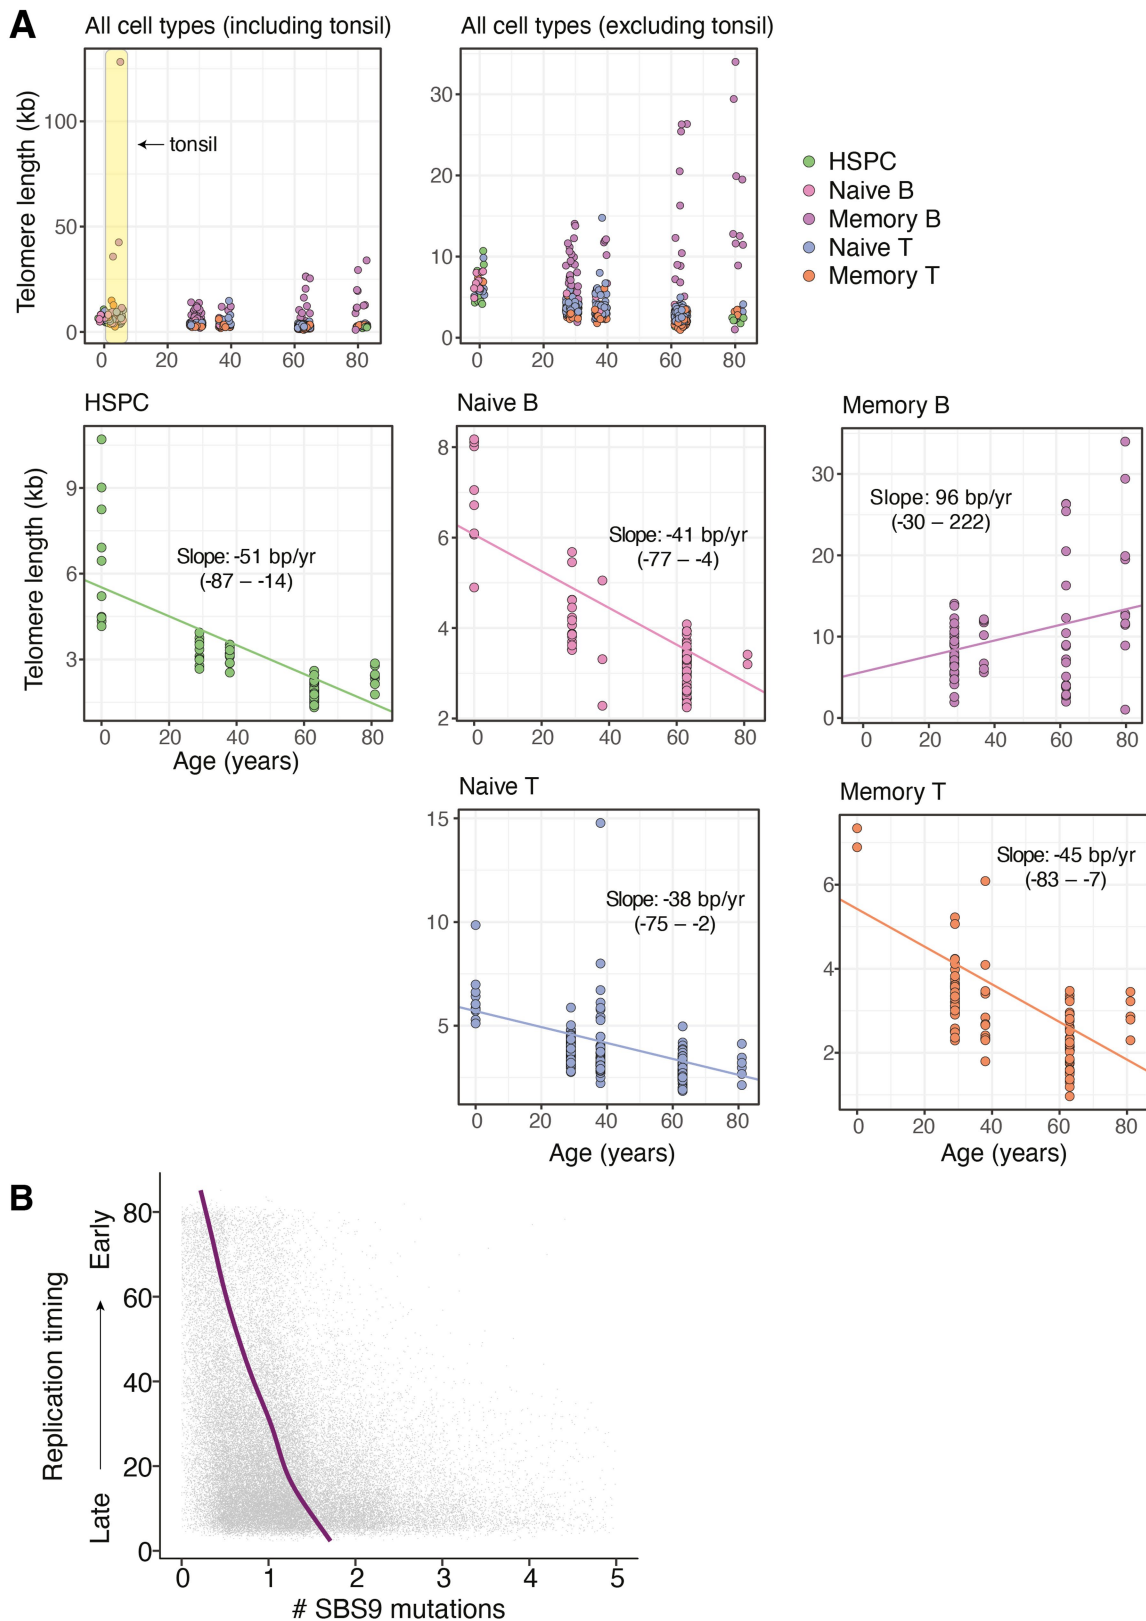 A
All cell types (including tonsil)
All cell types (excluding tonsil)
Telomere length (kb)
100
50
0
tonsil
0 20 40 60 80
30
20
10
0
0 20 40 60 80
HSPC
Naive B
Memory B
Naive T
Memory T
HSPC
Telomere length (kb)
9
6
3
Slope: -51 bp/yr
(-87 – -14)
0 20 40 60 80
Age (years)
Naive B
8
6
4
2
Slope: -41 bp/yr
(-77 – -4)
0 20 40 60 80
Memory B
30
20
10
0
Slope: 96 bp/yr
(-30 – 222)
0 20 40 60 80
Naive T
15
10
5
Slope: -38 bp/yr
(-75 – -2)
0 20 40 60 80
Age (years)
Memory T
6
4
2
Slope: -45 bp/yr
(-83 – -7)
0 20 40 60 80
Age (years)
B
Replication timing
Late
Early
80
60
40
20
0
0 1 2 3 4 5
# SBS9 mutations